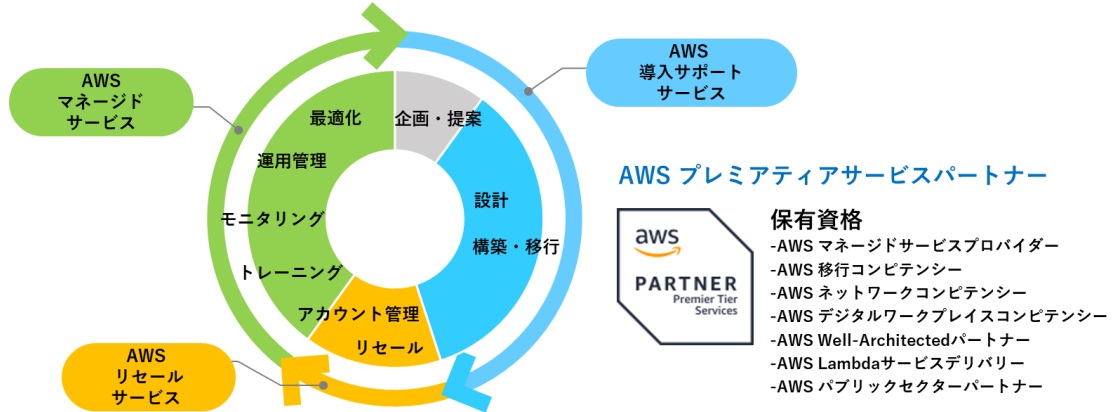 AWS
マネージド
サービス
AWS
導入サポート
サービス
最適化
企画・提案
運用管理
設計
モニタリング
構築・移行
トレーニング
アカウント管理
リセール
AWS
リセール
サービス
AWS プレミアティアサービスパートナー
aws
PARTNER
Premier Tier
Services
保有資格
-AWS マネージドサービスプロバイダー
-AWS 移行コンピテンシー
-AWS ネットワークコンピテンシー
-AWS デジタルワークプレイスコンピテンシー
-AWS Well-Architectedパートナー
-AWS Lambdaサービスデリバリー
-AWS パブリックセクターパートナー